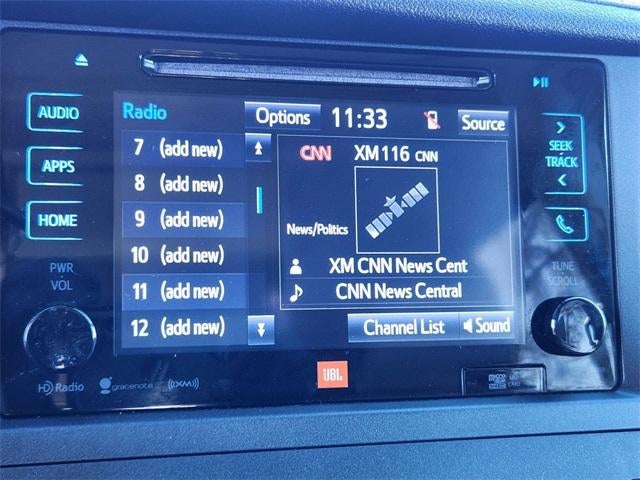 AUDIO
APPS
HOME
PWR
VOL
Radio
Options
11:33
Source
7 (add new)
8 (add new)
9 (add new)
10 (add new)
11 (add new)
12 (add new)
CNN
XM116 CNN
News/Politics
XM CNN News Cent
CNN News Central
Channel List
Sound
SEEK
TRACK
TUNE
SCROLL
HD Radio
gracenote
XM
JBL
micro